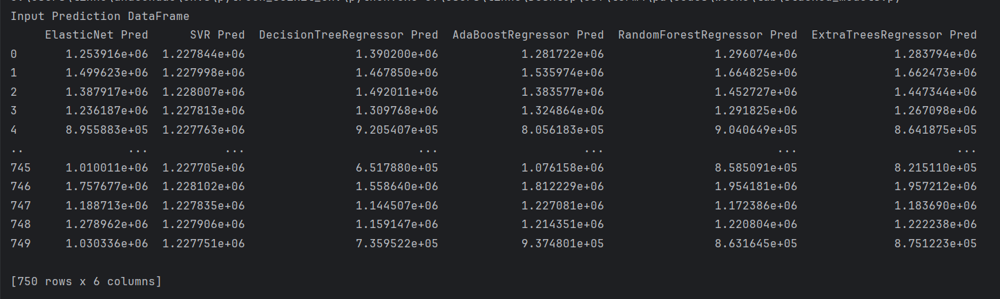 Input Prediction DataFrame
     ElasticNet Pred      SVR Pred  DecisionTreeRegressor Pred  AdaBoostRegressor Pred  RandomForestRegressor Pred  ExtraTreesRegressor Pred
0       1.253916e+06  1.227844e+06                1.390200e+06            1.281722e+06                1.296074e+06              1.283794e+06
1       1.499623e+06  1.227998e+06                1.467850e+06            1.535974e+06                1.664825e+06              1.662473e+06
2       1.387917e+06  1.228007e+06                1.492011e+06            1.383577e+06                1.452727e+06              1.447344e+06
3       1.236187e+06  1.227813e+06                1.309768e+06            1.324864e+06                1.291825e+06              1.267098e+06
4       8.955883e+05  1.227763e+06                9.205407e+05            8.056183e+05                9.040649e+05              8.641875e+05
..               ...           ...                         ...                     ...                         ...                       ...
745     1.010011e+06  1.227705e+06                6.517880e+05            1.076158e+06                8.585091e+05              8.215110e+05
746     1.757677e+06  1.228102e+06                1.558640e+06            1.812229e+06                1.954181e+06              1.957212e+06
747     1.188713e+06  1.227835e+06                1.144507e+06            1.227081e+06                1.172386e+06              1.183690e+06
748     1.278962e+06  1.227906e+06                1.159147e+06            1.214351e+06                1.220804e+06              1.222238e+06
749     1.030336e+06  1.227751e+06                7.359522e+05            9.374801e+05                8.631645e+05              8.751223e+05
[750 rows x 6 columns]